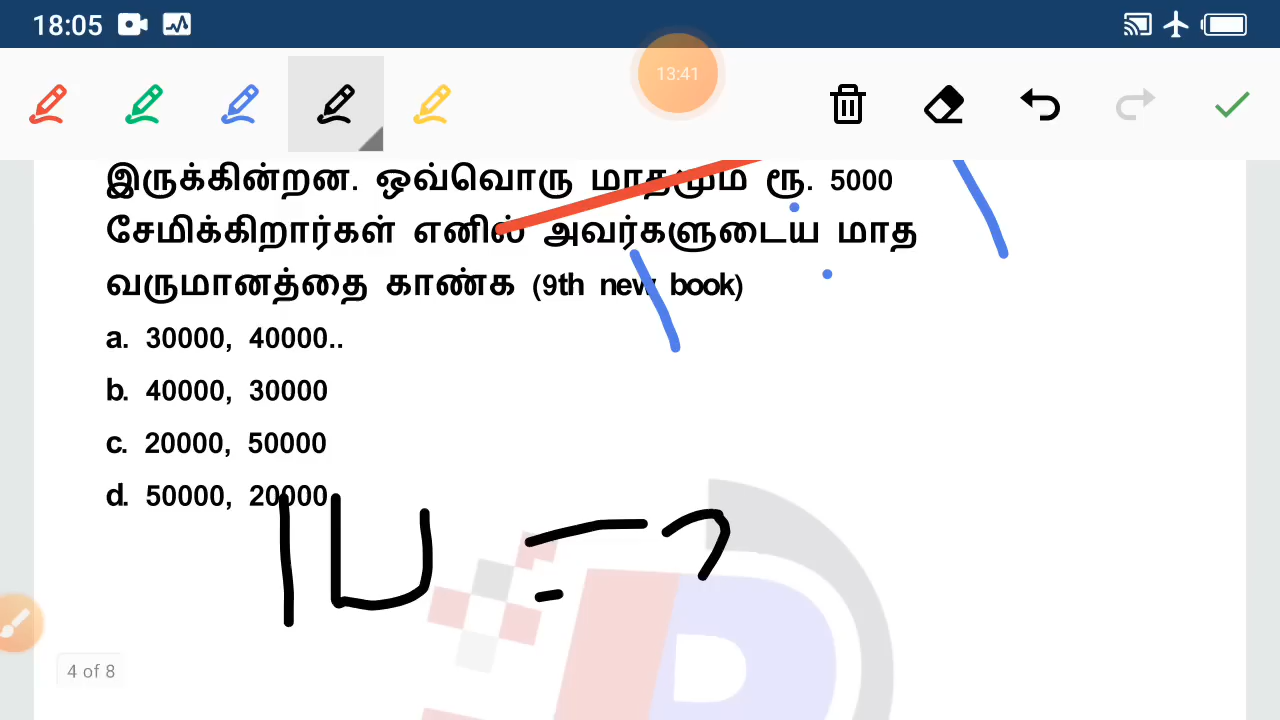 18:05
13:41
இருக்கின்றன. ஒவ்வொரு மாதமும் ரூ. 5000
சேமிக்கிறார்கள் எனில் அவர்களுடைய மாத
வருமானத்தை காண்க (9th new book)
a. 30000, 40000..
b. 40000, 30000
c. 20000, 50000
d. 50000, 20000
4 of 8